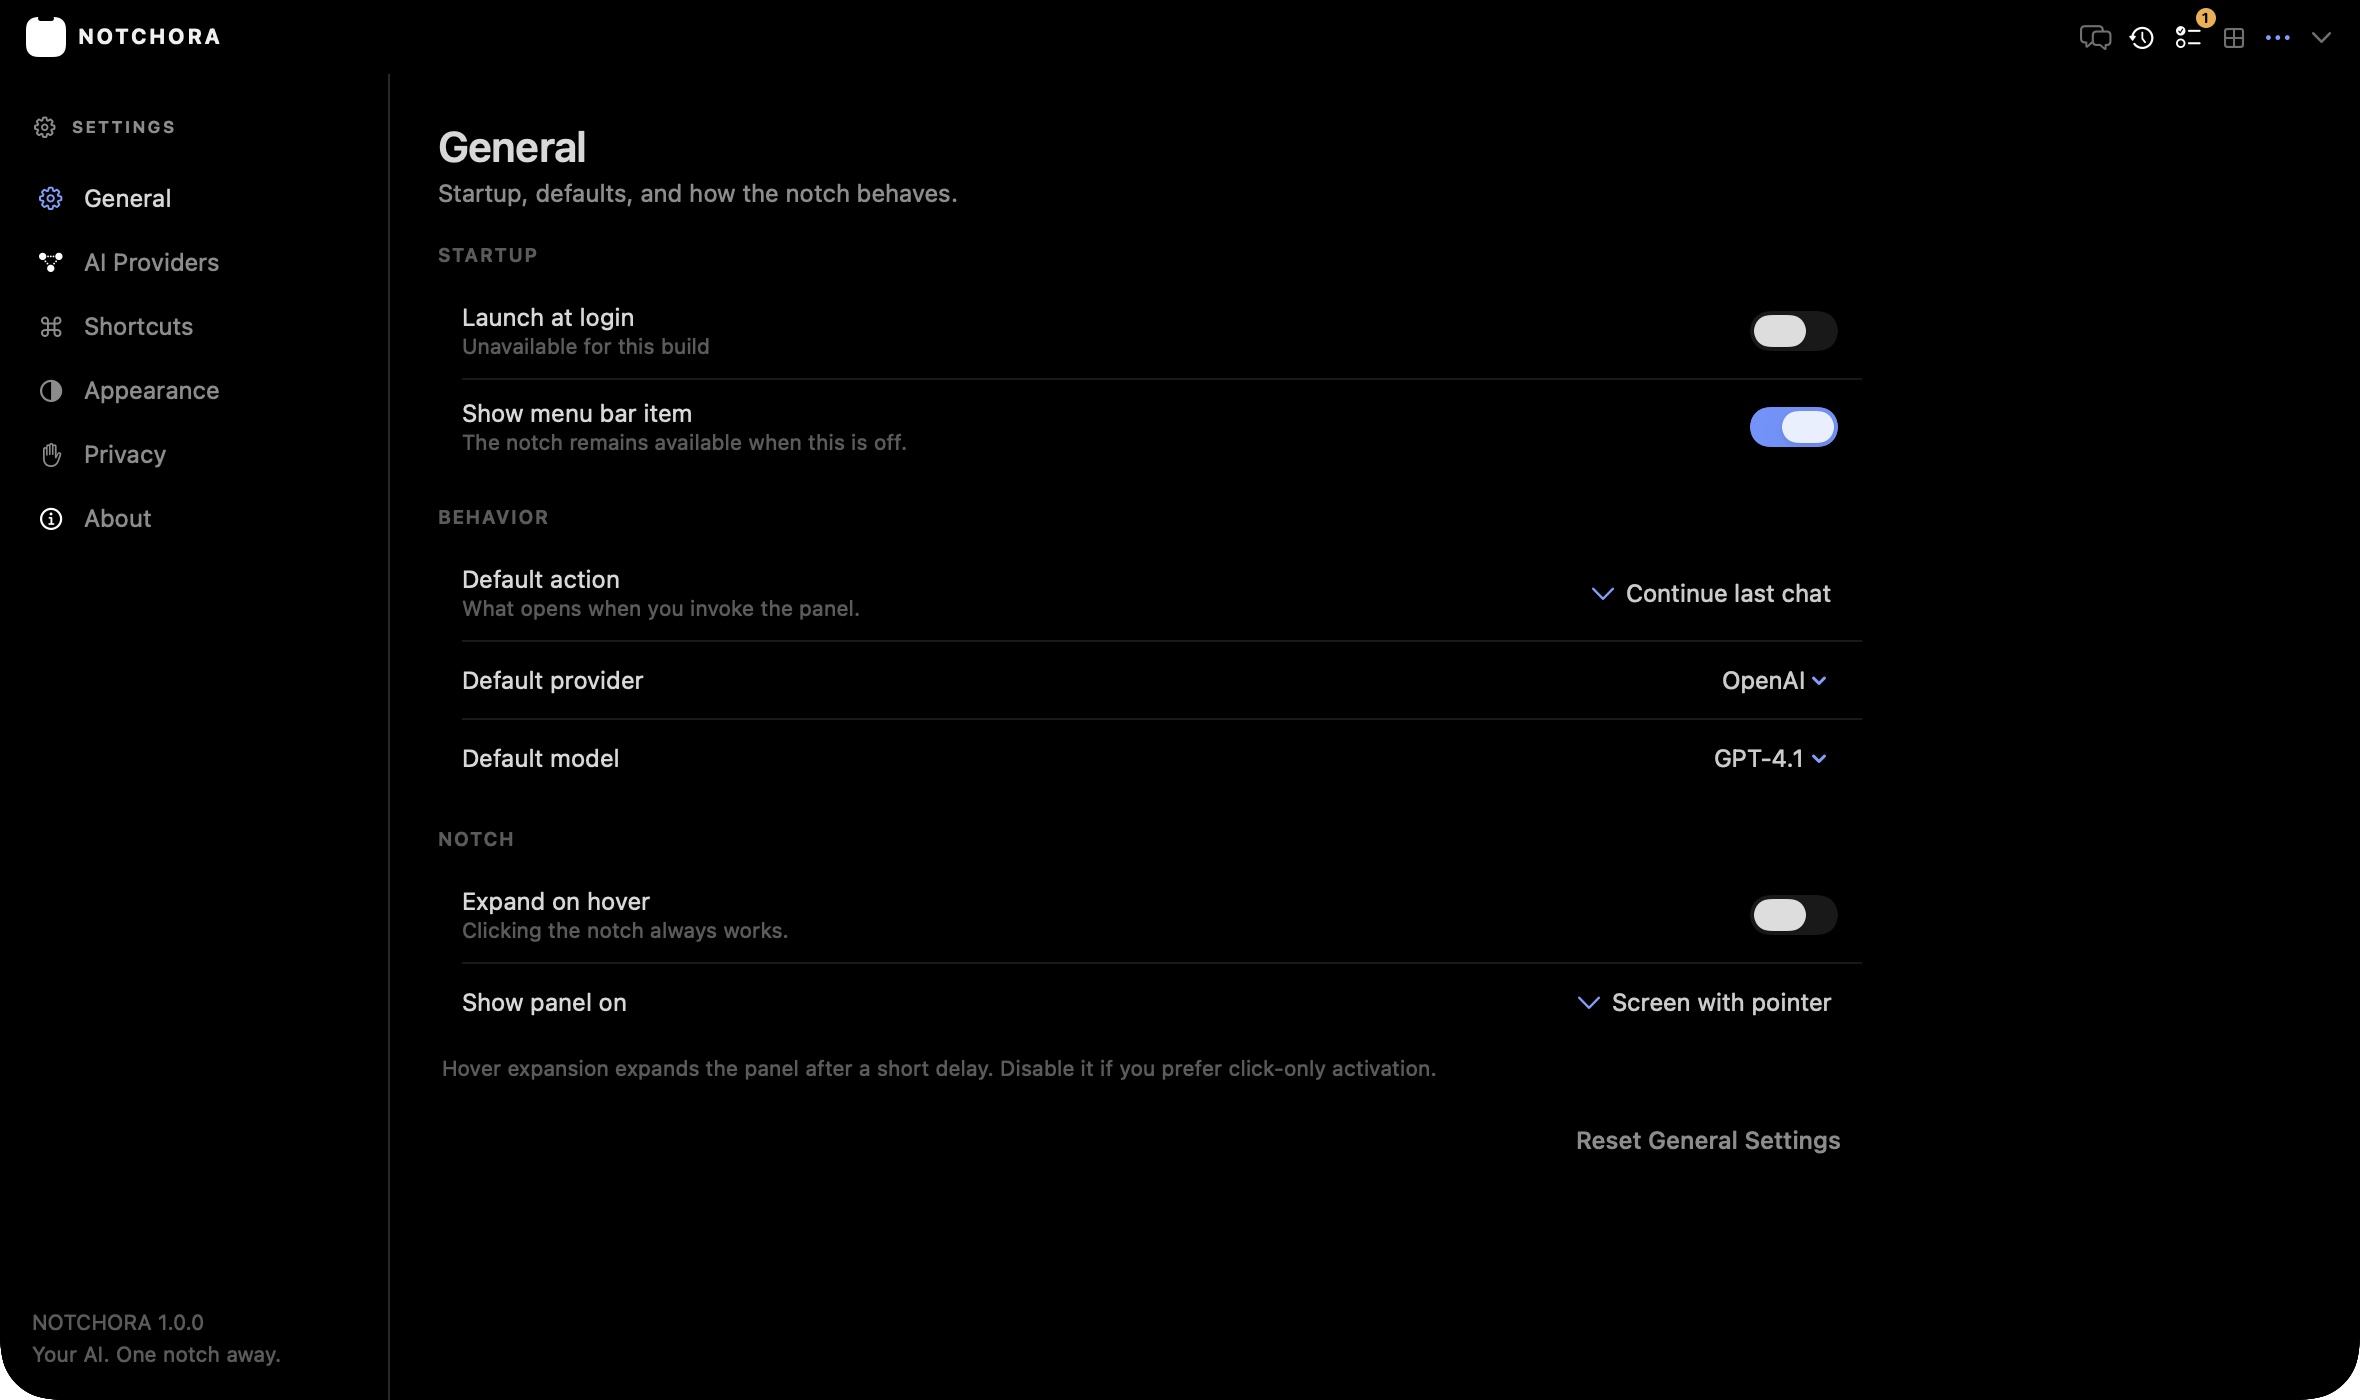 NOTCHORA
1
SETTINGS
General
AI Providers
Shortcuts
Appearance
Privacy
About
NOTCHORA 1.0.0
Your AI. One notch away.
General
Startup, defaults, and how the notch behaves.
STARTUP
Launch at login
Unavailable for this build
Show menu bar item
The notch remains available when this is off.
BEHAVIOR
Default action
What opens when you invoke the panel.
Continue last chat
Default provider
OpenAI
Default model
GPT-4.1
NOTCH
Expand on hover
Clicking the notch always works.
Show panel on
Screen with pointer
Hover expansion expands the panel after a short delay. Disable it if you prefer click-only activation.
Reset General Settings